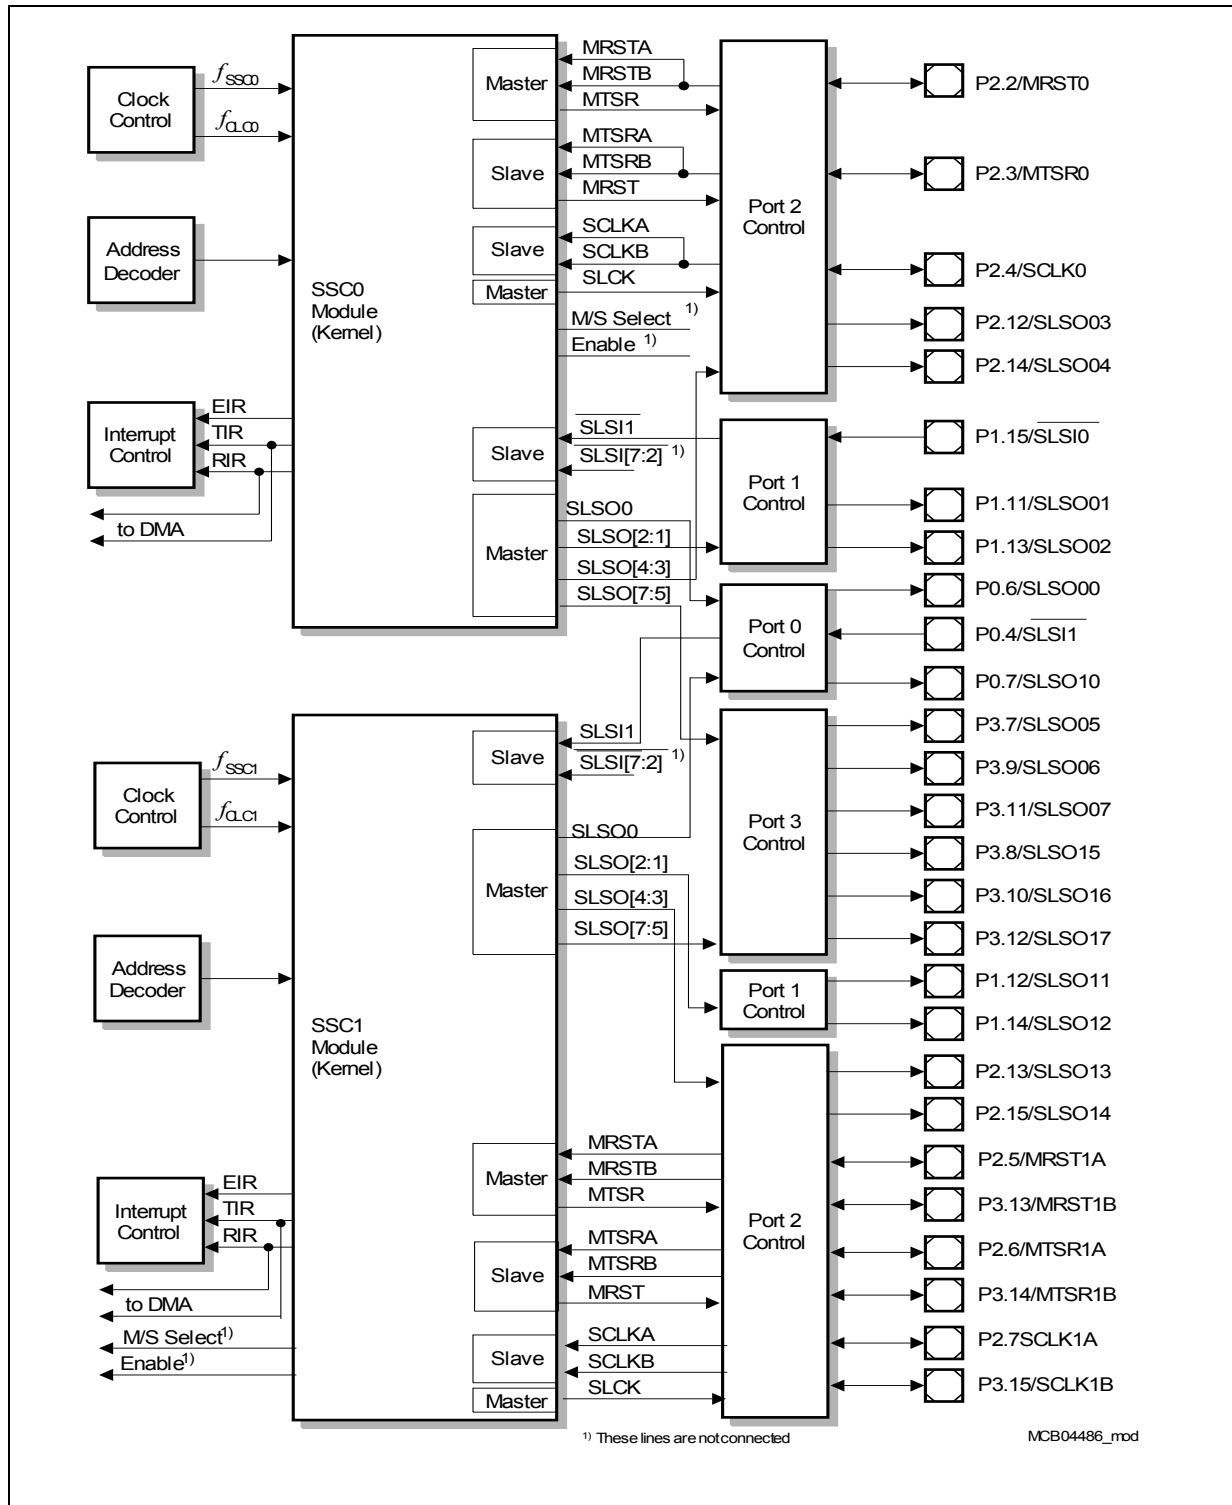 Clock
Control
fSSC0
fCLC0
Address
Decoder
Interrupt
Control
EIR
TIR
RIR
to DMA
SSC0
Module
(Kernel)
Master
Slave
Slave
Master
Slave
Master
MRSTA
MRSTB
MTSR
MTSRA
MTSRB
MRST
SCLKA
SCLKB
SLCK
M/S Select 1)
Enable 1)
SLSI1
SLSI[7:2] 1)
SLSO0
SLSO[2:1]
SLSO[4:3]
SLSO[7:5]
Port 2
Control
Port 1
Control
Port 0
Control
P2.2/MRST0
P2.3/MTSR0
P2.4/SCLK0
P2.12/SLSO03
P2.14/SLSO04
P1.15/SLSI0
P1.11/SLSO01
P1.13/SLSO02
P0.6/SLSO00
P0.4/SLSI1
P0.7/SLSO10
Clock
Control
fSSC1
fCLC1
Address
Decoder
Interrupt
Control
EIR
TIR
RIR
to DMA
M/S Select1)
Enable1)
SSC1
Module
(Kernel)
Slave
Master
Master
Slave
Slave
Master
SLSI1
SLSI[7:2] 1)
SLSO0
SLSO[2:1]
SLSO[4:3]
SLSO[7:5]
MRSTA
MRSTB
MTSR
MTSRA
MTSRB
MRST
SCLKA
SCLKB
SLCK
Port 3
Control
Port 1
Control
Port 2
Control
P3.7/SLSO05
P3.9/SLSO06
P3.11/SLSO07
P3.8/SLSO15
P3.10/SLSO16
P3.12/SLSO17
P1.12/SLSO11
P1.14/SLSO12
P2.13/SLSO13
P2.15/SLSO14
P2.5/MRST1A
P3.13/MRST1B
P2.6/MTSR1A
P3.14/MTSR1B
P2.7SCLK1A
P3.15/SCLK1B
1) These lines are not connected
MCB04486_mod